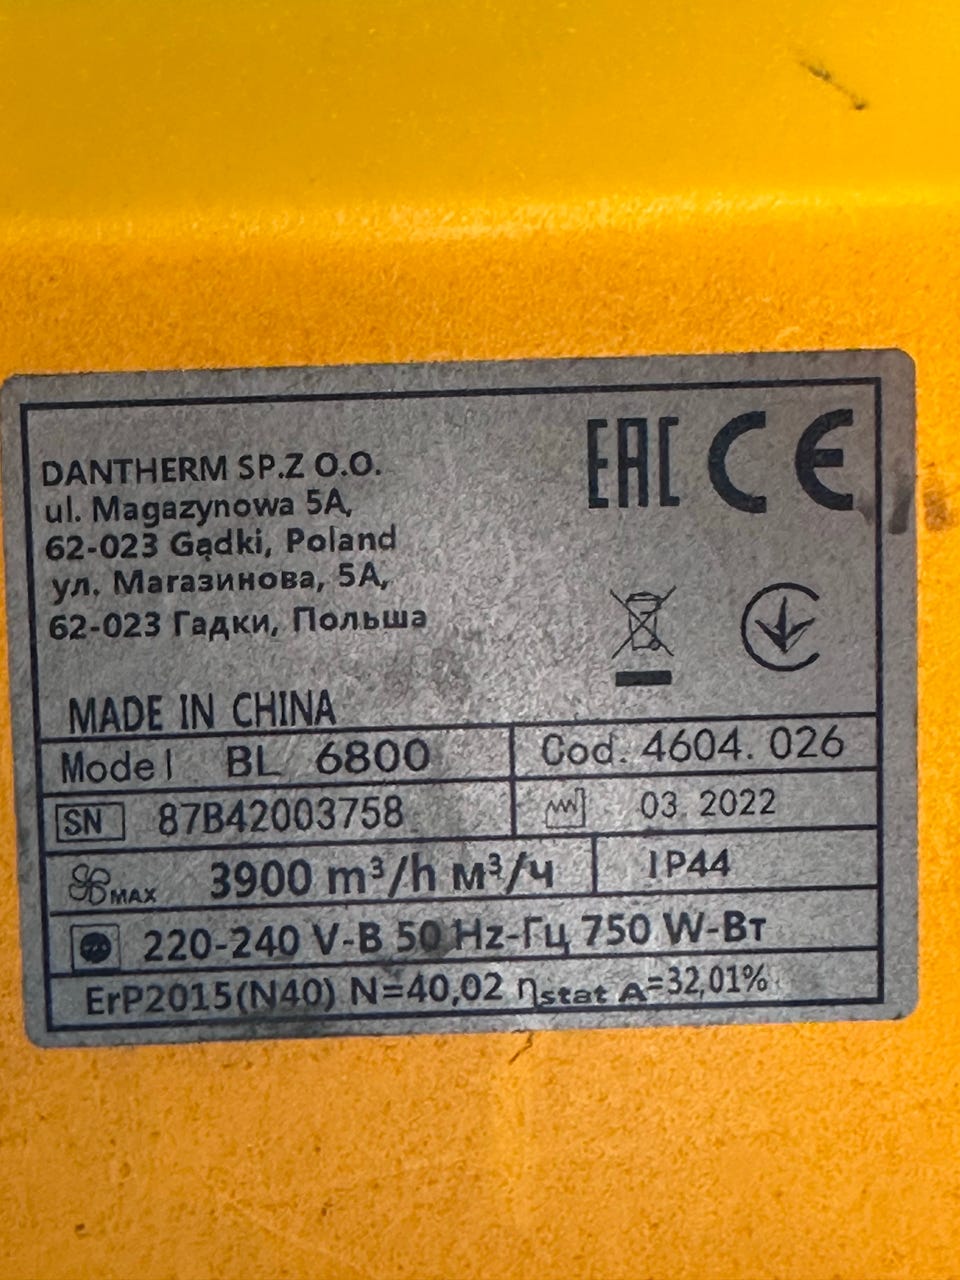 DANTHERM SP.Z O.O.
ul. Magazynowa 5A,
62-023 Gądki, Poland
ул. Магазинова, 5А,
62-023 Гадки, Польша
EAC CE
MADE IN CHINA
Model BL 6800 Cod. 4604.026
SN 87B42003758 03 2022
MAX 3900 m³/h м³/ч IP44
220-240 V-B 50 Hz-Гц 750 W-Вт
ErP2015(N40) N=40,02 ηstat A=32,01%